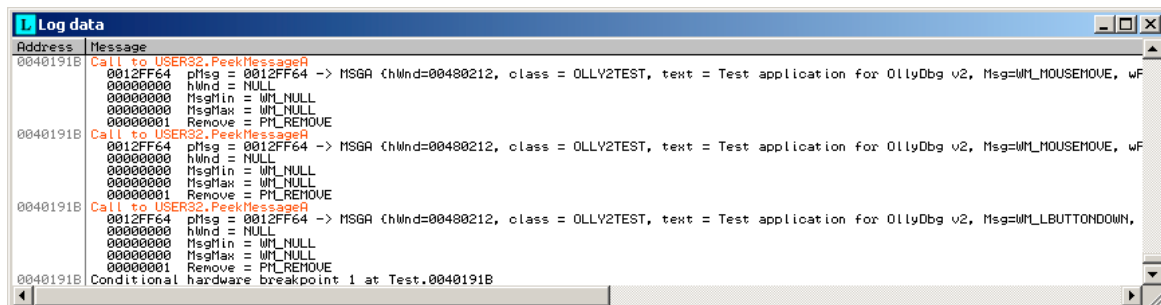 L Log data
Address Message
0040191B Call to USER32.PeekMessageA
0012FF64 pMsg = 0012FF64 -> MSGA {hWnd=00480212, class = OLLY2TEST, text = Test application for OllyDbg v2, Msg=WM_MOUSEMOVE, wP
00000000 hWnd = NULL
00000000 MsgMin = WM_NULL
00000000 MsgMax = WM_NULL
00000001 Remove = PM_REMOVE
0040191B Call to USER32.PeekMessageA
0012FF64 pMsg = 0012FF64 -> MSGA {hWnd=00480212, class = OLLY2TEST, text = Test application for OllyDbg v2, Msg=WM_MOUSEMOVE, wP
00000000 hWnd = NULL
00000000 MsgMin = WM_NULL
00000000 MsgMax = WM_NULL
00000001 Remove = PM_REMOVE
0040191B Call to USER32.PeekMessageA
0012FF64 pMsg = 0012FF64 -> MSGA {hWnd=00480212, class = OLLY2TEST, text = Test application for OllyDbg v2, Msg=WM_LBUTTONDOWN,
00000000 hWnd = NULL
00000000 MsgMin = WM_NULL
00000000 MsgMax = WM_NULL
00000001 Remove = PM_REMOVE
0040191B Conditional hardware breakpoint 1 at Test.0040191B